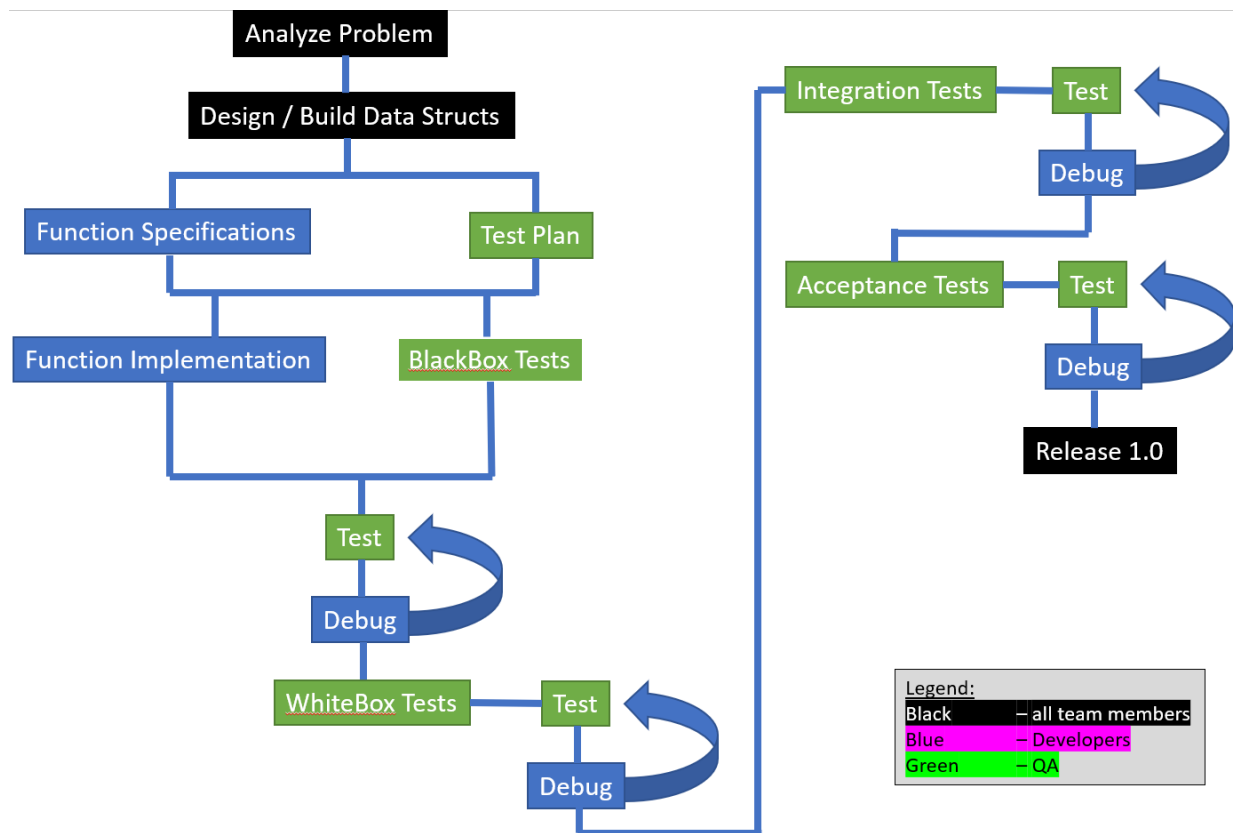 Analyze Problem
Design / Build Data Structs
Function Specifications
Test Plan
Function Implementation
BlackBox Tests
Test
Debug
WhiteBox Tests
Test
Debug
Integration Tests
Test
Debug
Acceptance Tests
Test
Debug
Release 1.0
Legend:
Black – all team members
Blue – Developers
Green – QA